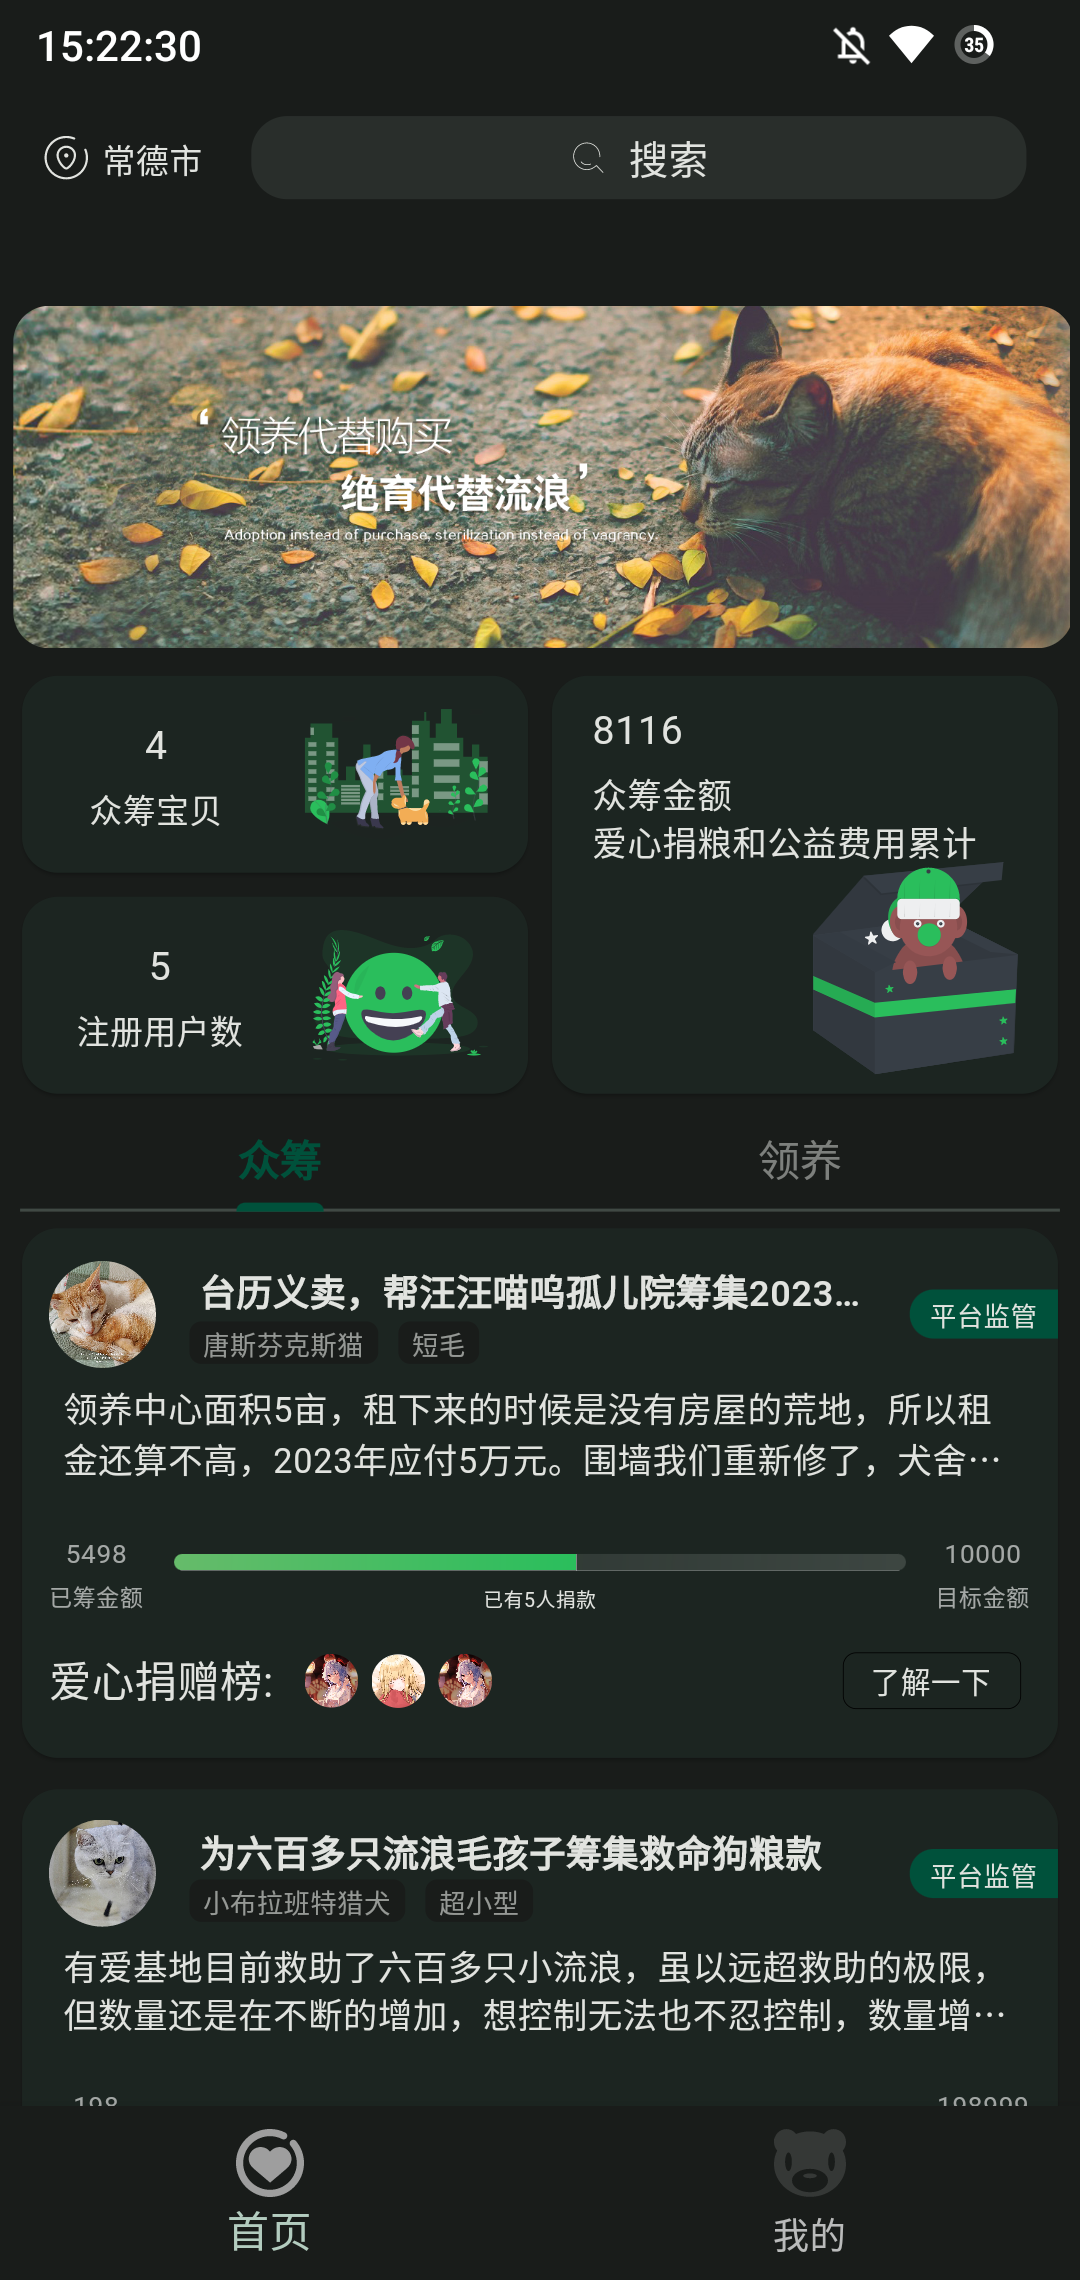 15:22:30
35
常德市
搜索
‘领养代替购买
绝育代替流浪’
Adoption instead of purchase, sterilization instead of vagrancy.
4
众筹宝贝
8116
众筹金额
爱心捐粮和公益费用累计
5
注册用户数
众筹
领养
台历义卖，帮汪汪喵呜孤儿院筹集2023...
平台监管
唐斯芬克斯猫
短毛
领养中心面积5亩，租下来的时候是没有房屋的荒地，所以租
金还算不高，2023年应付5万元。围墙我们重新修了，犬舍...
5498
10000
已筹金额
已有5人捐款
目标金额
爱心捐赠榜:
了解一下
为六百多只流浪毛孩子筹集救命狗粮款
平台监管
小布拉班特猎犬
超小型
有爱基地目前救助了六百多只小流浪，虽以远超救助的极限，
但数量还是在不断的增加，想控制无法也不忍控制，数量增...
198
198999
首页
我的